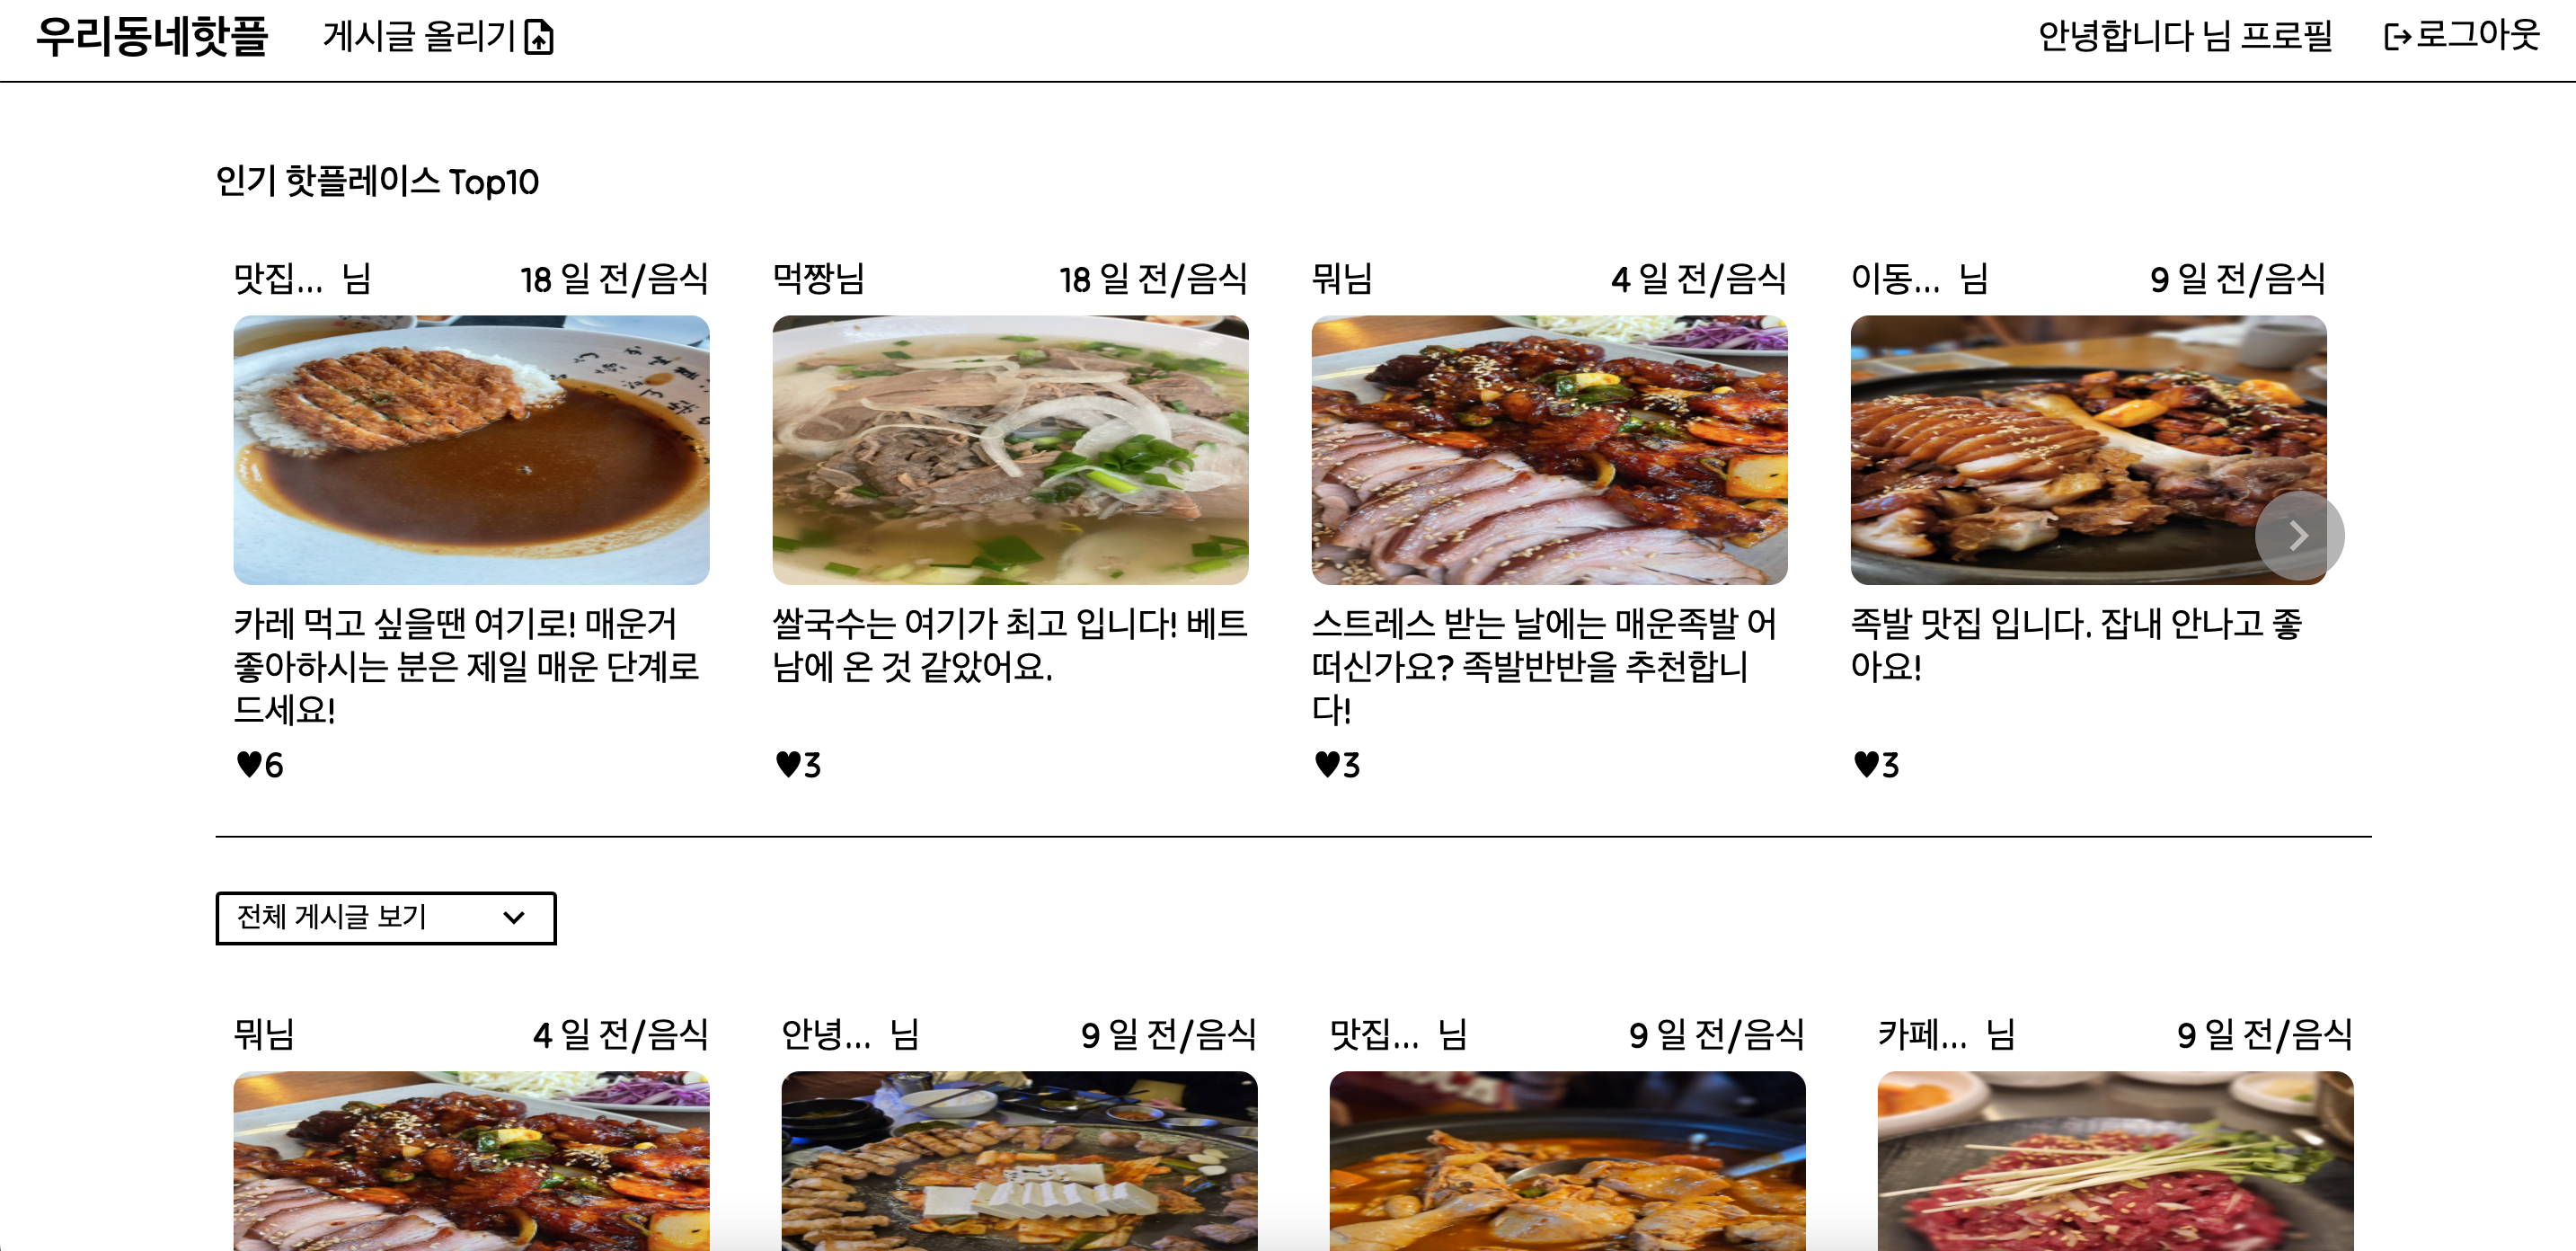 우리동네핫플 게시글 올리기 안녕합니다 님 프로필 로그아웃
인기 핫플레이스 Top10
맛집... 님 18 일 전/음식
카레 먹고 싶을땐 여기로! 매운거
좋아하시는 분은 제일 매운 단계로
드세요!
♥6
먹짱님 18 일 전/음식
쌀국수는 여기가 최고 입니다! 베트
남에 온 것 같았어요.
♥3
뭐님 4 일 전/음식
스트레스 받는 날에는 매운족발 어
떠신가요? 족발반반을 추천합니
다!
♥3
이동... 님 9 일 전/음식
족발 맛집 입니다. 잡내 안나고 좋
아요!
♥3
전체 게시글 보기
뭐님 4 일 전/음식
안녕... 님 9 일 전/음식
맛집... 님 9 일 전/음식
카페... 님 9 일 전/음식